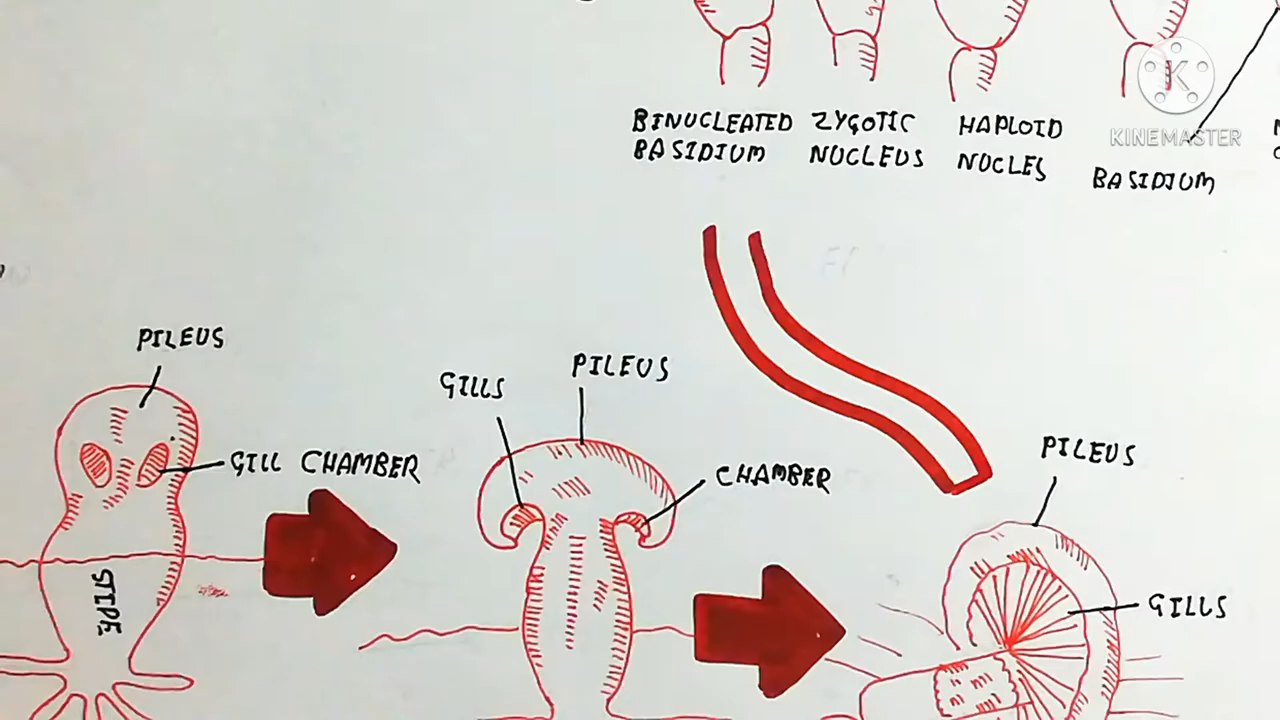 BINUCLEATED
BASIDIUM
ZYGOTIC
NUCLEUS
HAPLOID
NUCLES
BASIDIUM
K
KINEMASTER
PILEUS
GILL CHAMBER
STIPE
GILLS
PILEUS
CHAMBER
PILEUS
GILLS